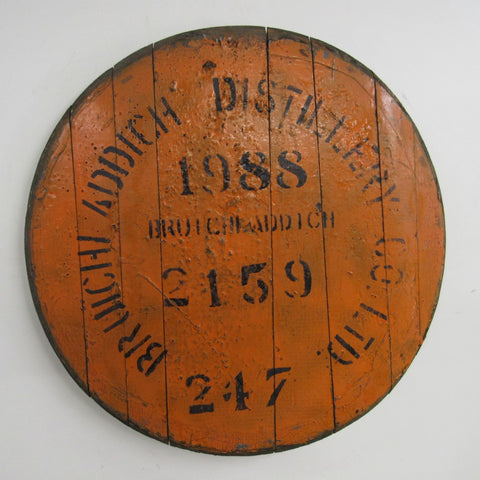 BRUICHLADDICH DISTILLERY CO. LTD.
1988
BRUICHLADDICH
2159
247